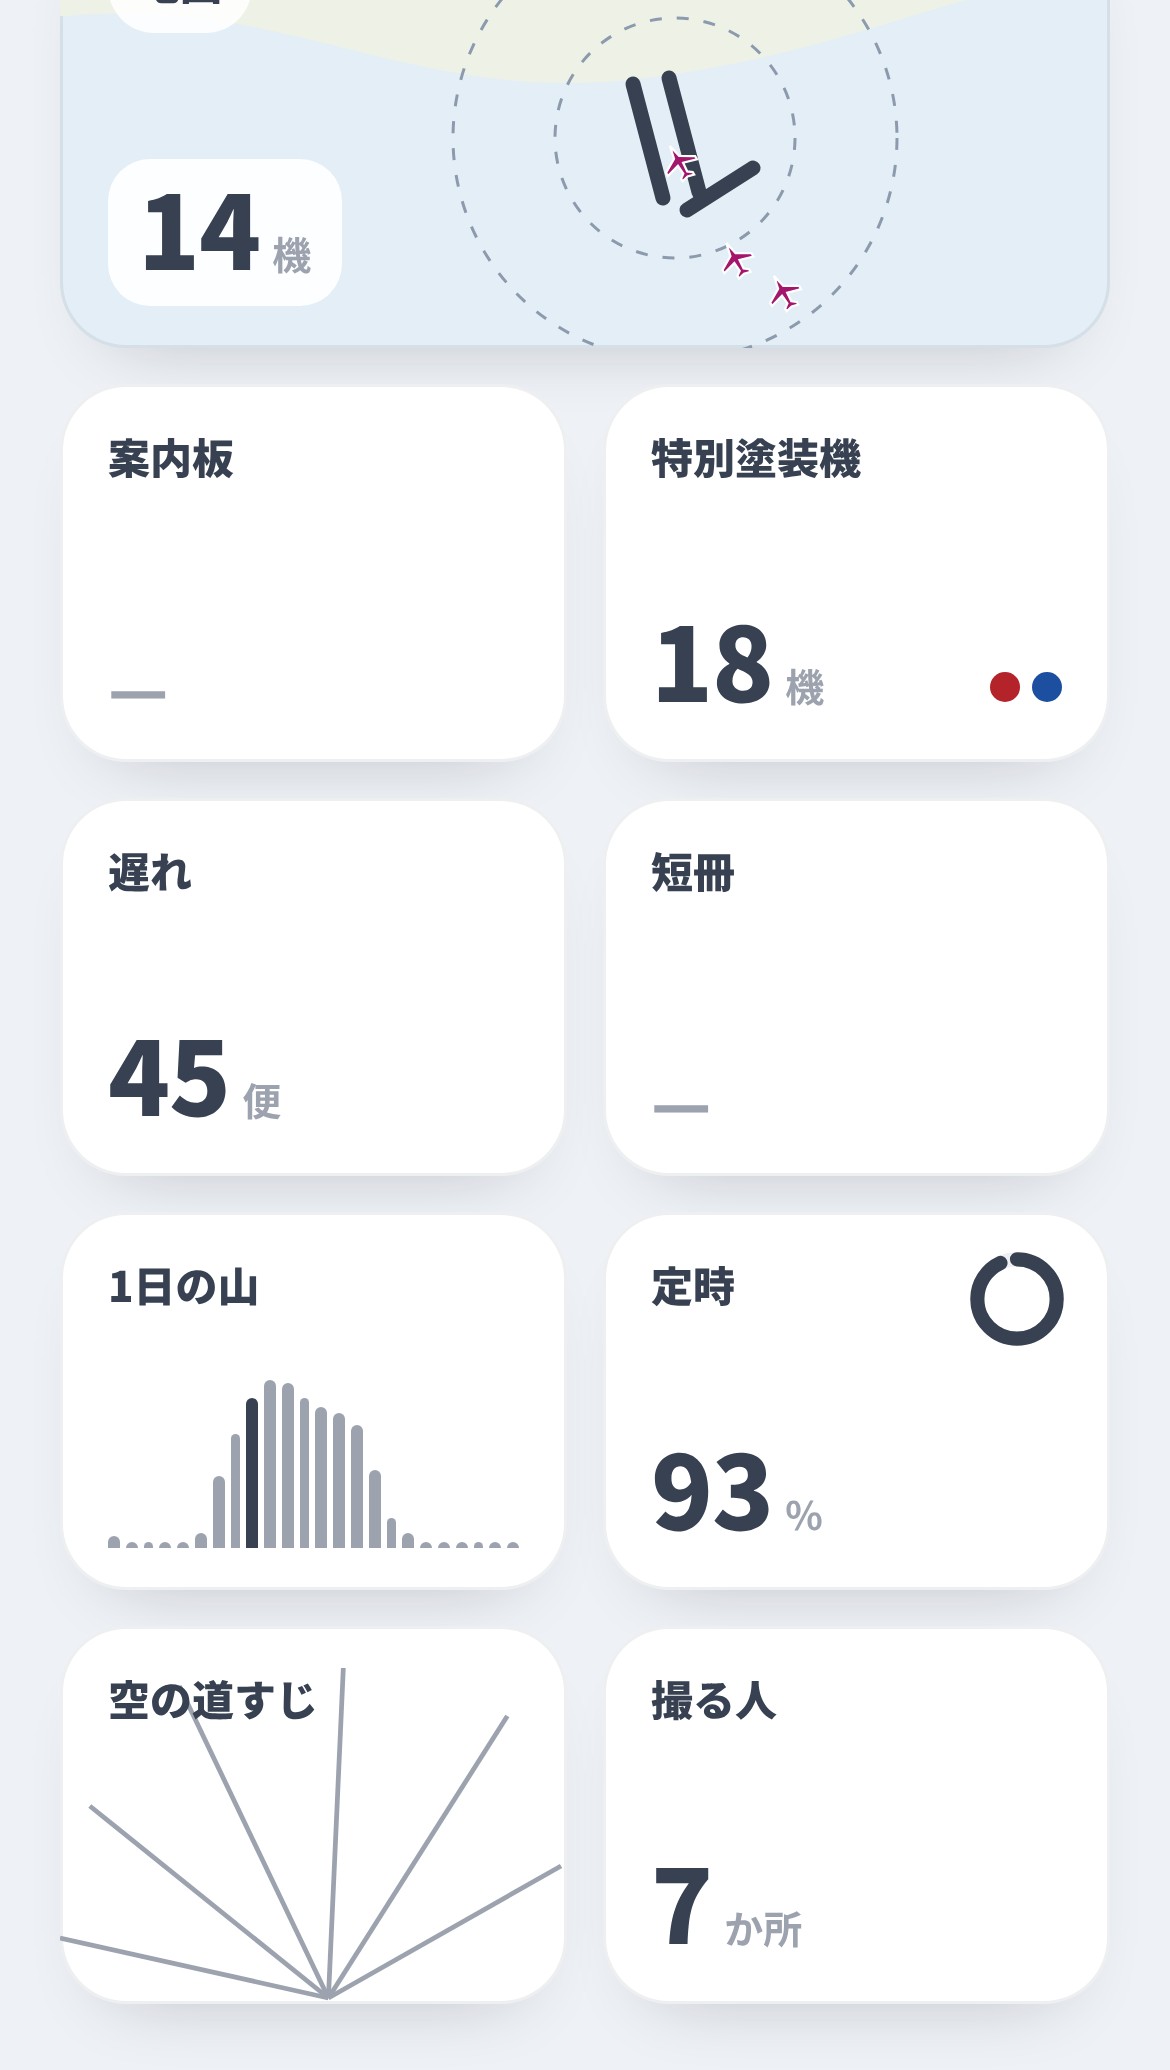 14 機
案内板
—
特別塗装機
18 機
遅れ
45 便
短冊
—
1日の山
定時
93 %
空の道すじ
撮る人
7 か所